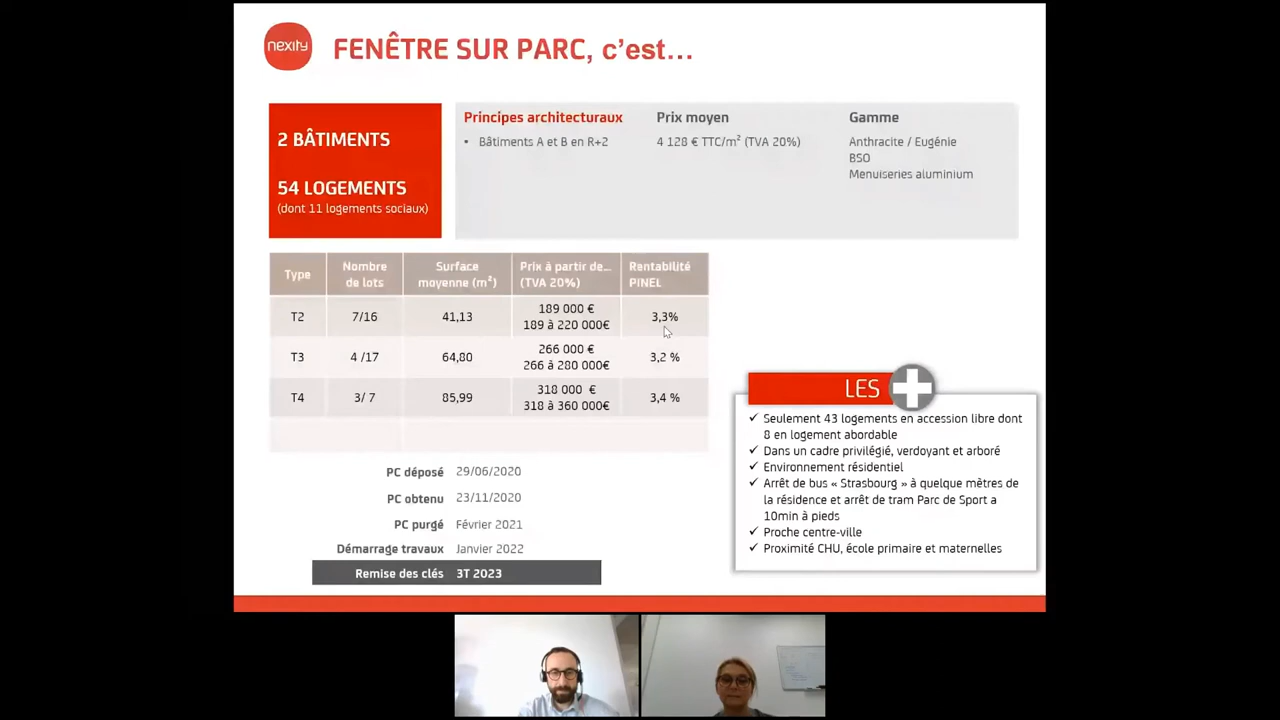 nexity
FENÊTRE SUR PARC, c'est...
2 BÂTIMENTS
54 LOGEMENTS
(dont 11 logements sociaux)
Principes architecturaux
• Bâtiments A et B en R+2
Prix moyen
4 128 € TTC/m² (TVA 20%)
Gamme
Anthracite / Eugénie
BSO
Menuiseries aluminium
Type
Nombre
de lots
Surface
moyenne (m²)
Prix à partir de...
(TVA 20%)
Rentabilité
PINEL
T2
7/16
41,13
189 000 €
189 à 220 000€
3,3%
T3
4 /17
64,80
266 000 €
266 à 280 000€
3,2 %
T4
3/ 7
85,99
318 000 €
318 à 360 000€
3,4 %
PC déposé 29/06/2020
PC obtenu 23/11/2020
PC purgé Février 2021
Démarrage travaux Janvier 2022
Remise des clés 3T 2023
LES
✓ Seulement 43 logements en accession libre dont
8 en logement abordable
✓ Dans un cadre privilégié, verdoyant et arboré
✓ Environnement résidentiel
✓ Arrêt de bus « Strasbourg » à quelque mètres de
la résidence et arrêt de tram Parc de Sport a
10min à pieds
✓ Proche centre-ville
✓ Proximité CHU, école primaire et maternelles